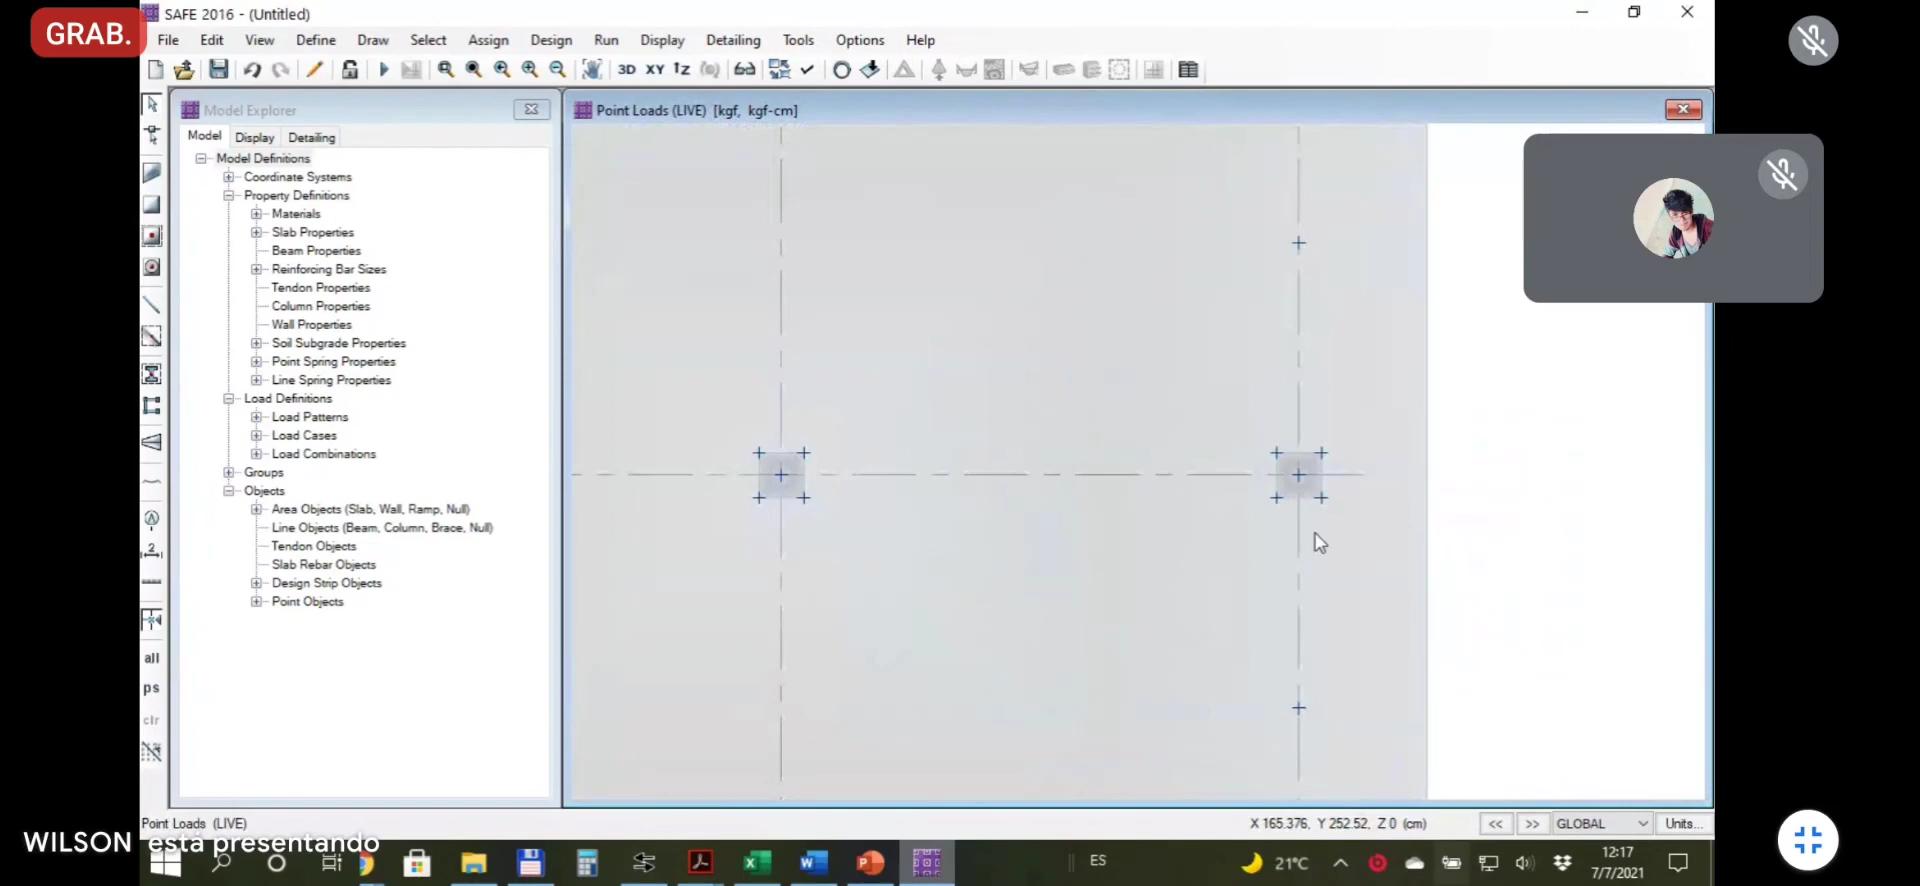 GRAB.
SAFE 2016 - (Untitled)
File Edit View Define Draw Select Assign Design Run Display Detailing Tools Options Help
3D XY
Model Explorer
Model Display Detailing
Model Definitions
Coordinate Systems
Property Definitions
Materials
Slab Properties
Beam Properties
Reinforcing Bar Sizes
Tendon Properties
Column Properties
Wall Properties
Soil Subgrade Properties
Point Spring Properties
Line Spring Properties
Load Definitions
Load Patterns
Load Cases
Load Combinations
Groups
Objects
Area Objects (Slab, Wall, Ramp, Null)
Line Objects (Beam, Column, Brace, Null)
Tendon Objects
Slab Rebar Objects
Design Strip Objects
Point Objects
Point Loads (LIVE) [kgf, kgf-cm]
all
ps
clr
Point Loads (LIVE)
X 165.376, Y 252.52, Z 0 (cm)
<< >> GLOBAL Units...
WILSON está presentando
ES
21°C
12:17
7/7/2021